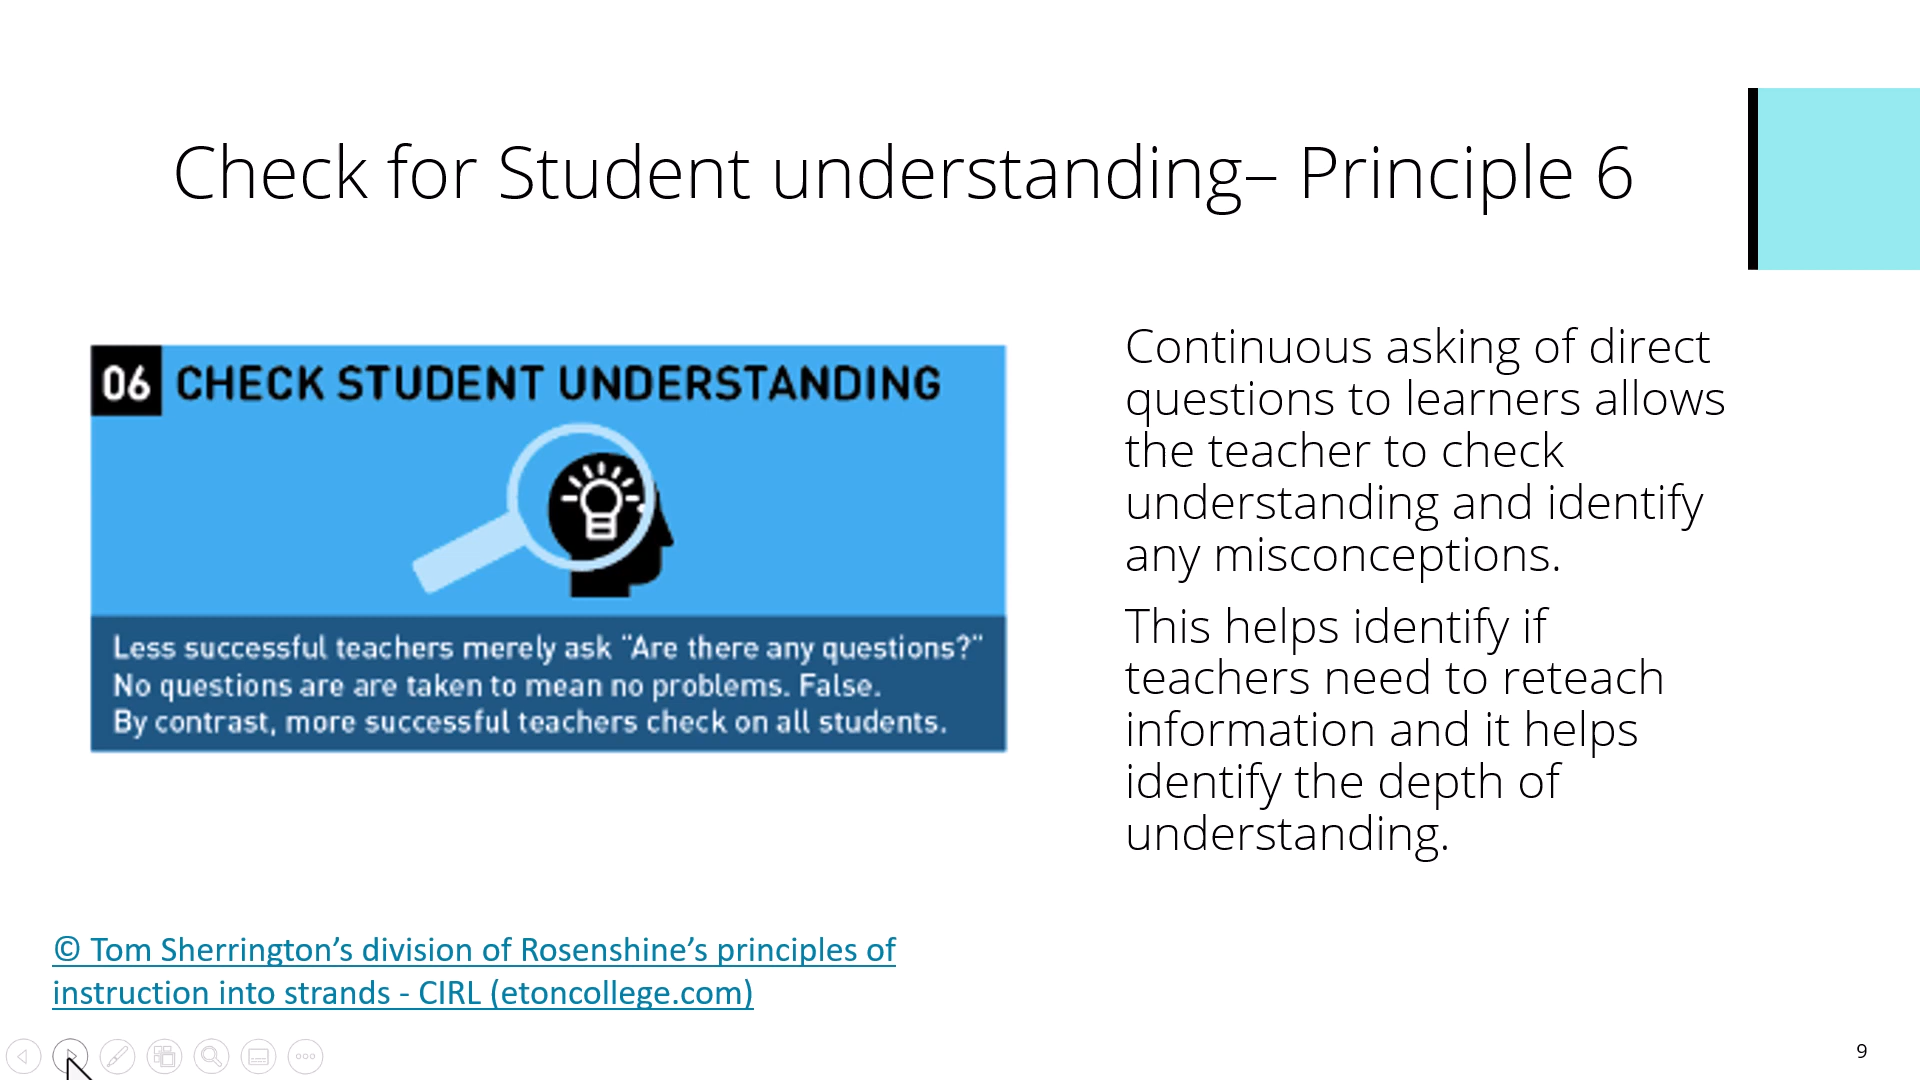 Check for Student understanding– Principle 6
06 CHECK STUDENT UNDERSTANDING
Less successful teachers merely ask "Are there any questions?"
No questions are are taken to mean no problems. False.
By contrast, more successful teachers check on all students.
Continuous asking of direct
questions to learners allows
the teacher to check
understanding and identify
any misconceptions.
This helps identify if
teachers need to reteach
information and it helps
identify the depth of
understanding.
© Tom Sherrington’s division of Rosenshine’s principles of
instruction into strands - CIRL (etoncollege.com)
9